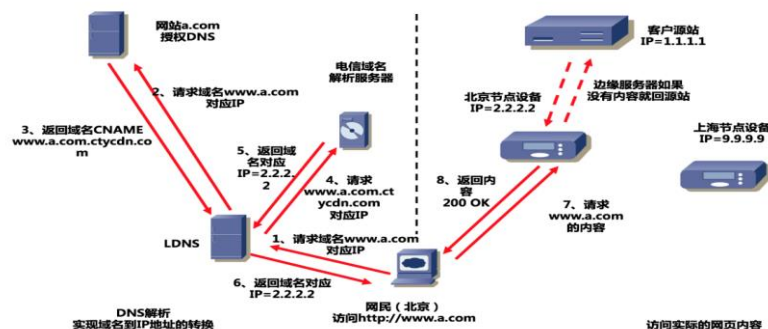 网站a.com
授权DNS
客户源站
IP=1.1.1.1
电信域名
解析服务器
2、请求域名www.a.com
对应IP
北京节点设备
IP=2.2.2.2
边缘服务器如果
没有内容就回源站
3、返回域名CNAME
www.a.com.ctycdn.co
m
上海节点设备
IP=9.9.9.9
5、返回域
名对应
IP=2.2.2.
2
4、请求
www.a.com.ct
ycdn.com
对应IP
8、返回内
容
200 OK
7、请求
www.a.com
的内容
LDNS
1、请求域名www.a.com
对应IP
6、返回域名对应
IP=2.2.2.2
网民（北京）
访问http://www.a.com
DNS解析
实现域名到IP地址的转换
访问实际的网页内容